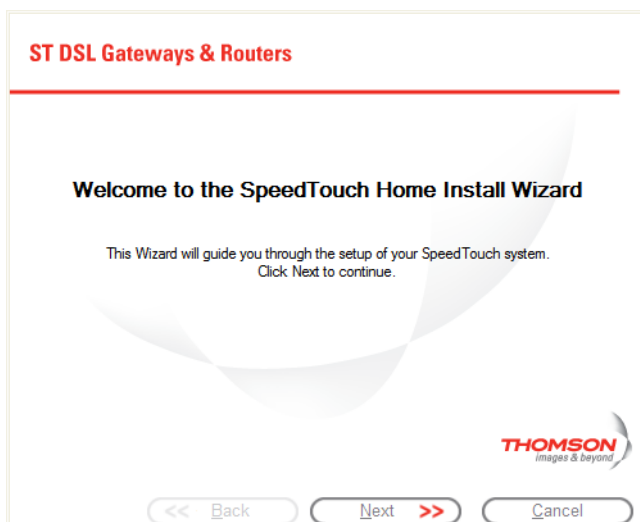 ST DSL Gateways & Routers
Welcome to the SpeedTouch Home Install Wizard
This Wizard will guide you through the setup of your SpeedTouch system.
Click Next to continue.
THOMSON
images & beyond
<< Back Next >> Cancel